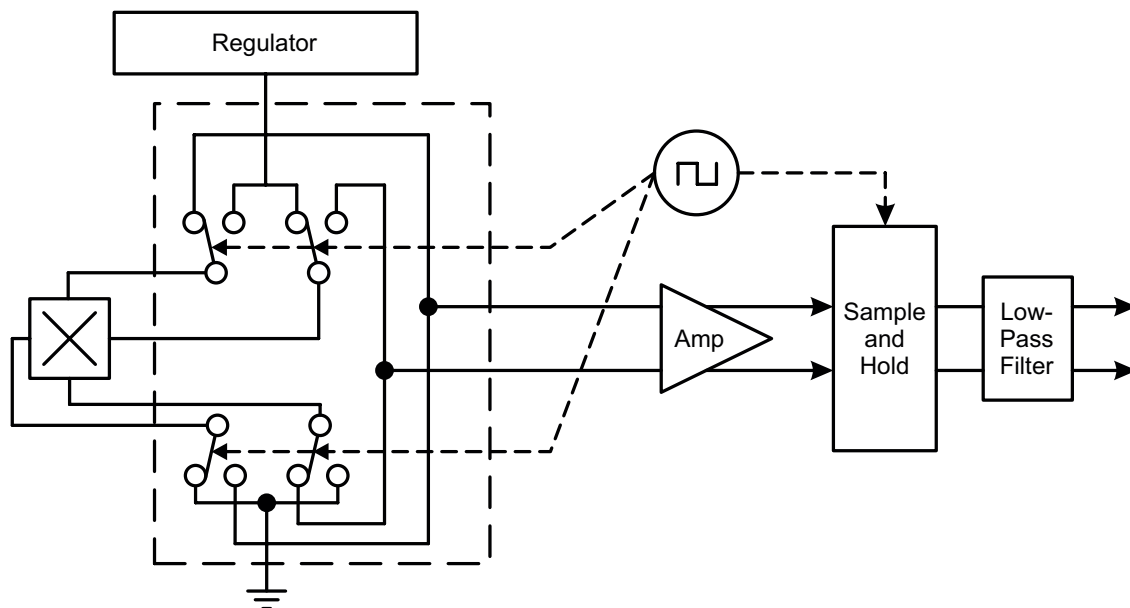 Regulator
Amp
Sample
and
Hold
Low-
Pass
Filter